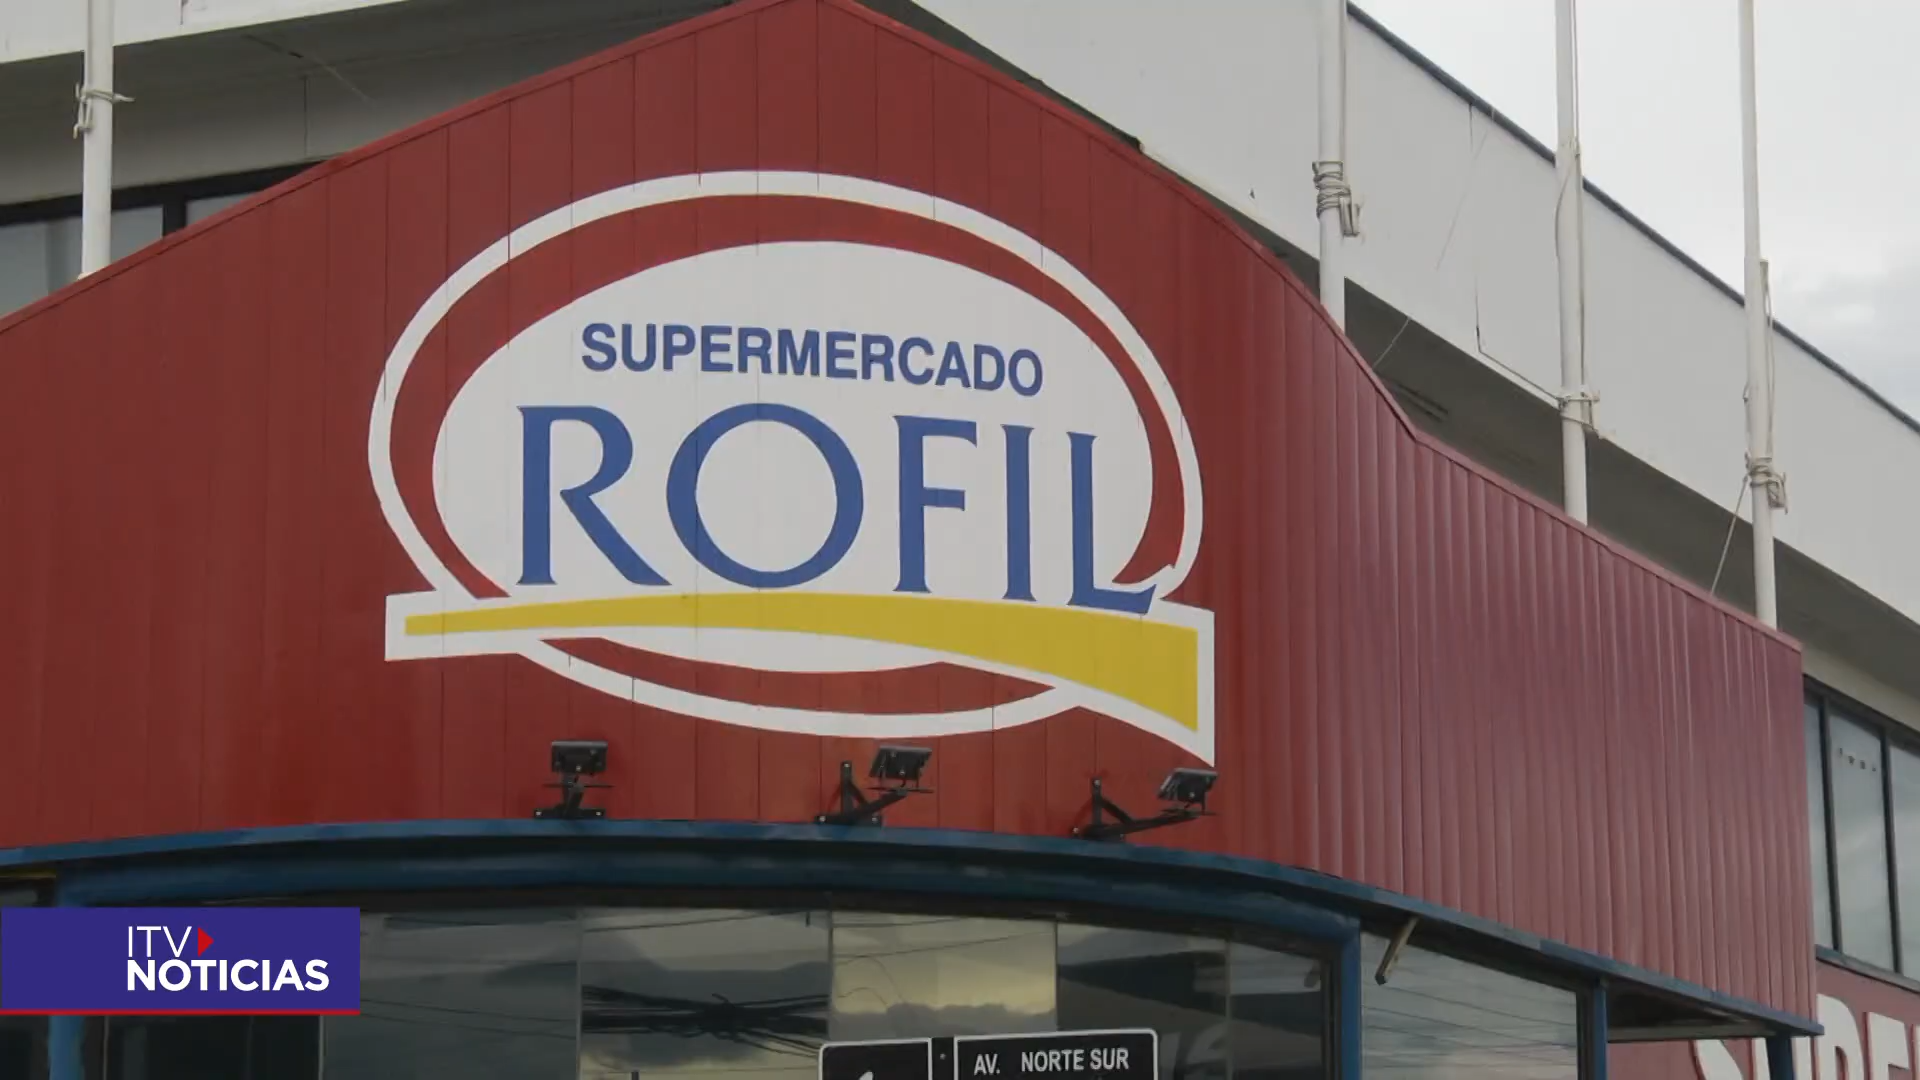 SUPERMERCADO
ROFIL
ITV
NOTICIAS
AV. NORTE SUR